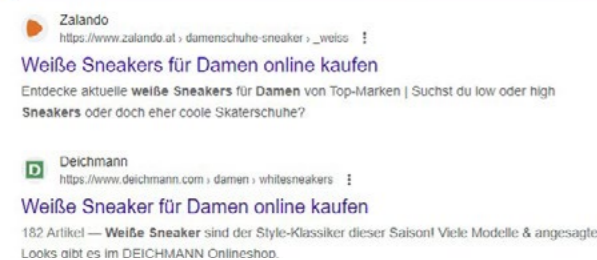 Zalando
https://www.zalando.at › damenschuhe-sneaker › _weiss
Weiße Sneakers für Damen online kaufen
Entdecke aktuelle weiße Sneakers für Damen von Top-Marken | Suchst du low oder high
Sneakers oder doch eher coole Skaterschuhe?
D
Deichmann
https://www.deichmann.com › damen › whitesneakers
Weiße Sneaker für Damen online kaufen
182 Artikel — Weiße Sneaker sind der Style-Klassiker dieser Saison! Viele Modelle & angesagte
Looks gibt es im DEICHMANN Onlineshop.